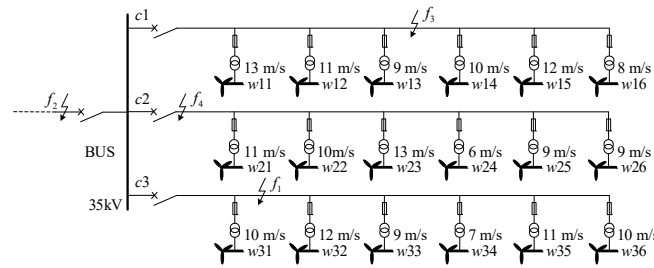 c1
f3
13 m/s 11 m/s 9 m/s 10 m/s 12 m/s 8 m/s
w11 w12 w13 w14 w15 w16
f2 c2 f4
11 m/s 10m/s 13 m/s 6 m/s 9 m/s 9 m/s
w21 w22 w23 w24 w25 w26
BUS
c3 f1
35kV
10 m/s 12 m/s 9 m/s 7 m/s 11 m/s 10 m/s
w31 w32 w33 w34 w35 w36